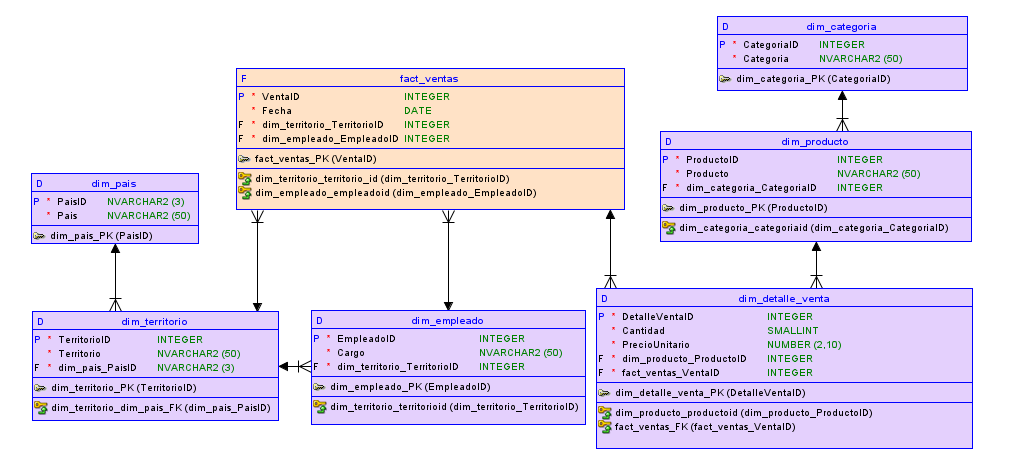 D dim_categoria
P * CategoriaID INTEGER
* Categoria NVARCHAR2 (50)
dim_categoria_PK (CategoriaID)
F fact_ventas
P * VentaID INTEGER
* Fecha DATE
F * dim_territorio_TerritorioID INTEGER
F * dim_empleado_EmpleadoID INTEGER
fact_ventas_PK (VentaID)
dim_territorio_territorio_id (dim_territorio_TerritorioID)
dim_empleado_empleadoid (dim_empleado_EmpleadoID)
D dim_producto
P * ProductoID INTEGER
* Producto NVARCHAR2 (50)
F * dim_categoria_CategoriaID INTEGER
dim_producto_PK (ProductoID)
dim_categoria_categoriaid (dim_categoria_CategoriaID)
D dim_pais
P * PaisID NVARCHAR2 (3)
* Pais NVARCHAR2 (50)
dim_pais_PK (PaisID)
D dim_territorio
P * TerritorioID INTEGER
* Territorio NVARCHAR2 (50)
F * dim_pais_PaisID NVARCHAR2 (3)
dim_territorio_PK (TerritorioID)
dim_territorio_dim_pais_FK (dim_pais_PaisID)
D dim_empleado
P * EmpleadoID INTEGER
* Cargo NVARCHAR2 (50)
F * dim_territorio_TerritorioID INTEGER
dim_empleado_PK (EmpleadoID)
dim_territorio_territorioid (dim_territorio_TerritorioID)
D dim_detalle_venta
P * DetalleVentaID INTEGER
* Cantidad SMALLINT
* PrecioUnitario NUMBER (2,10)
F * dim_producto_ProductoID INTEGER
F * fact_ventas_VentaID INTEGER
dim_detalle_venta_PK (DetalleVentaID)
dim_producto_productoid (dim_producto_ProductoID)
fact_ventas_FK (fact_ventas_VentaID)